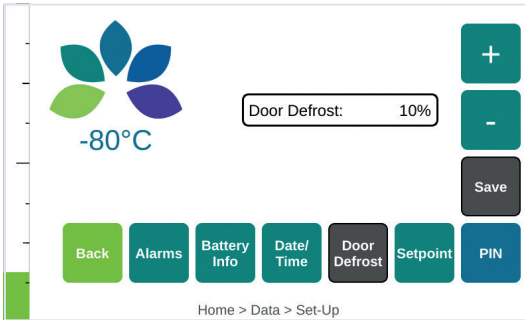 +
Door Defrost: 10%
-80°C
-
Save
Back
Alarms
Battery
Info
Date/
Time
Door
Defrost
Setpoint
PIN
Home > Data > Set-Up